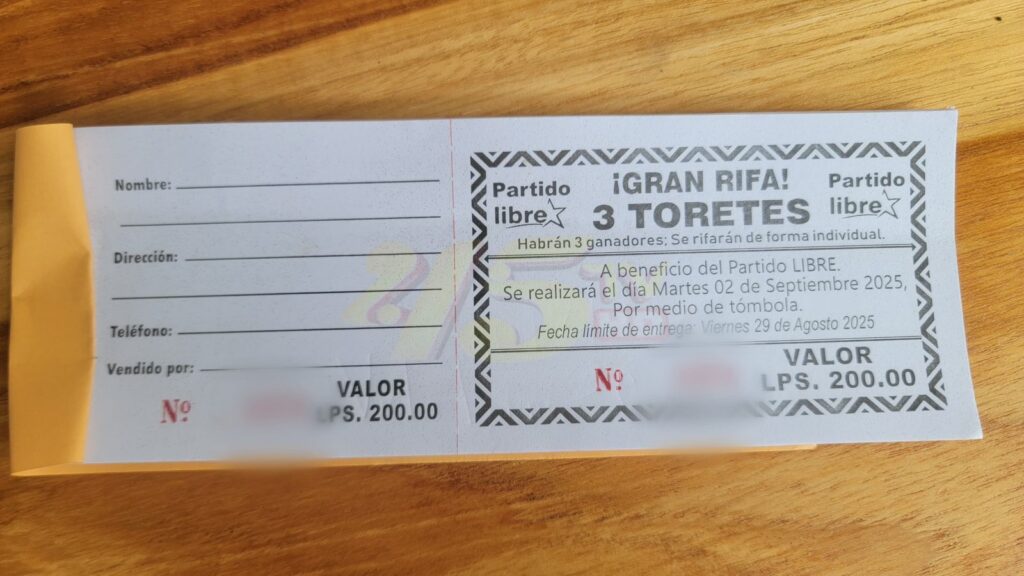 Nombre:
Dirección:
Teléfono:
Vendido por:
Nº
VALOR
LPS. 200.00
Partido
libre
¡GRAN RIFA!
3 TORETES
Partido
libre
Habrán 3 ganadores; Se rifarán de forma individual.
A beneficio del Partido LIBRE.
Se realizará el día Martes 02 de Septiembre 2025,
Por medio de tómbola.
Fecha límite de entrega: Viernes 29 de Agosto 2025
Nº
VALOR
LPS. 200.00